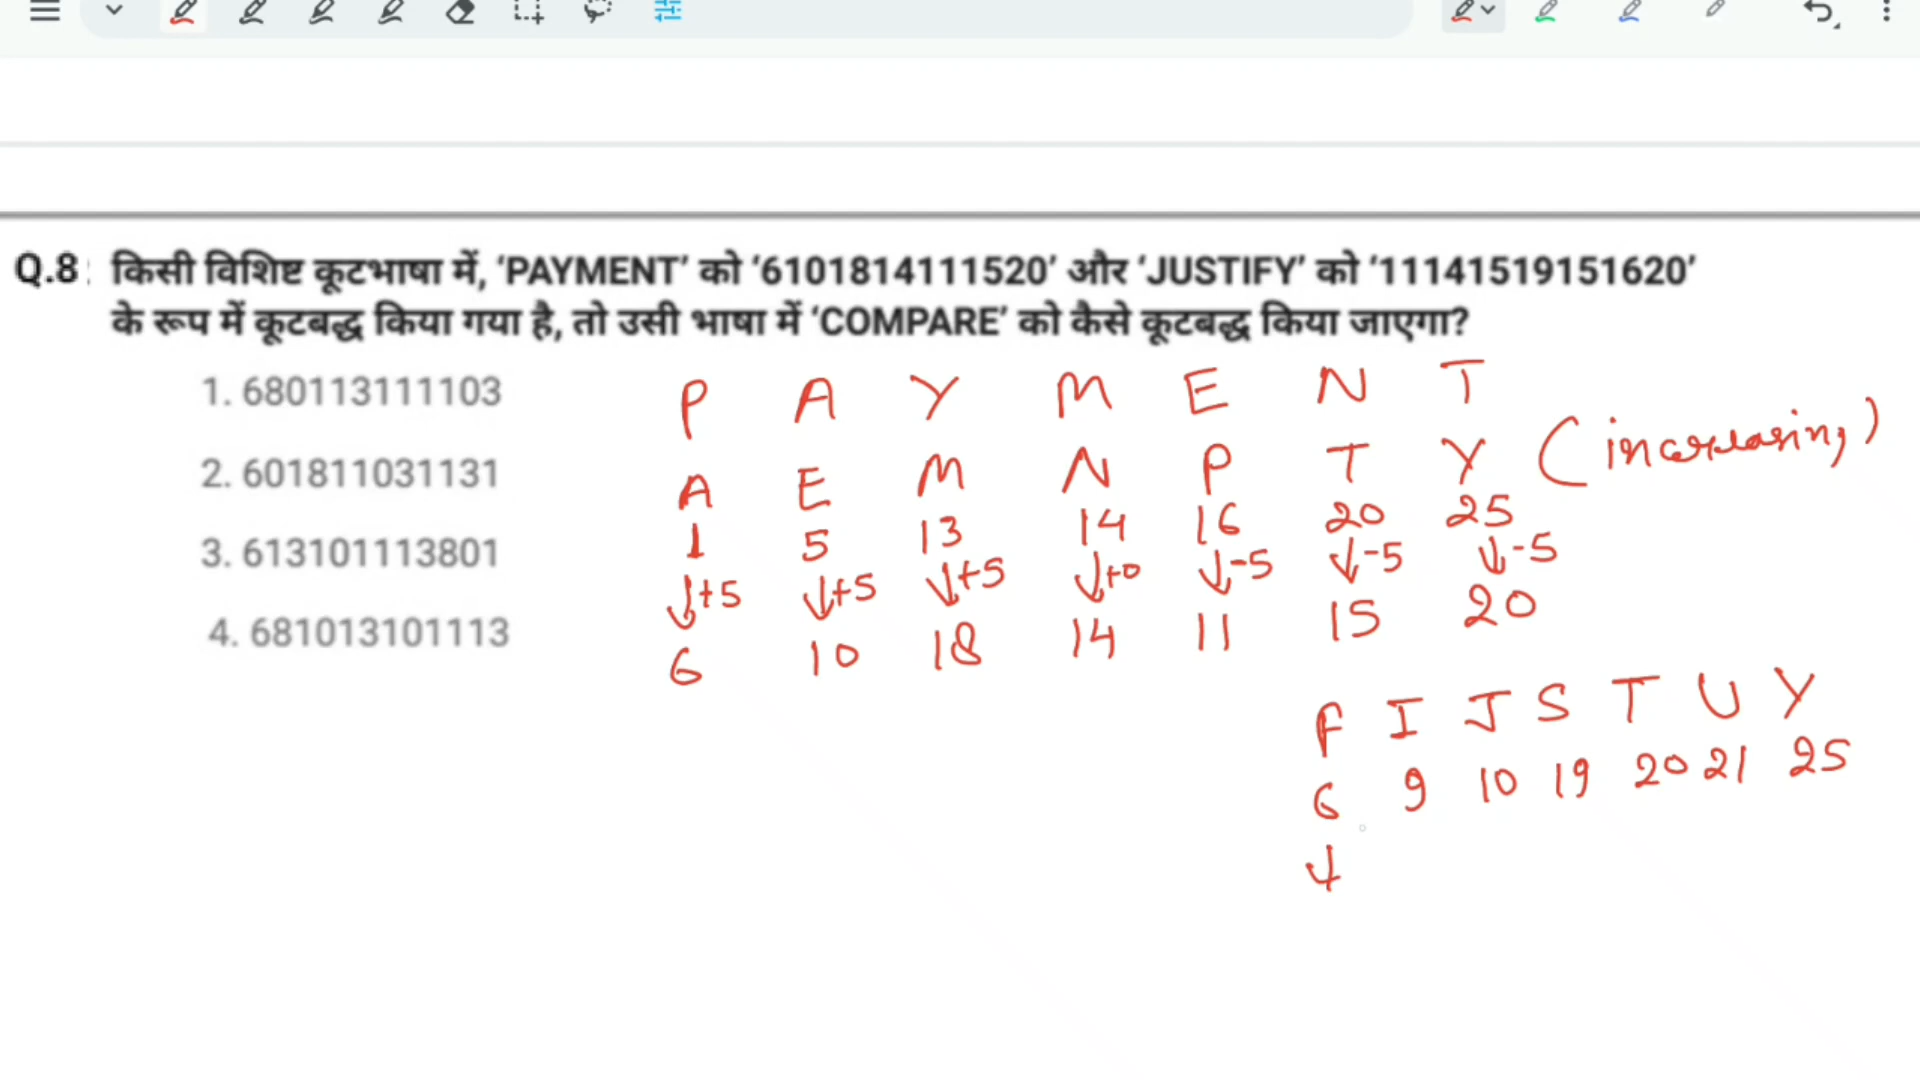 Q.8 किसी विशिष्ट कूटभाषा में, ‘PAYMENT’ को ‘6101814111520’ और ‘JUSTIFY’ को ‘11141519151620’
के रूप में कूटबद्ध किया गया है, तो उसी भाषा में ‘COMPARE’ को कैसे कूटबद्ध किया जाएगा?
1. 680113111103
2. 601811031131
3. 613101113801
4. 681013101113
P A Y M E N T
A E M N P T Y (increasing)
1 5 13 14 16 20 25
↓+5 ↓+5 ↓+5 ↓+0 ↓-5 ↓-5 ↓-5
6 10 18 14 11 15 20
F I J S T U Y
6 9 10 19 20 21 25
↓